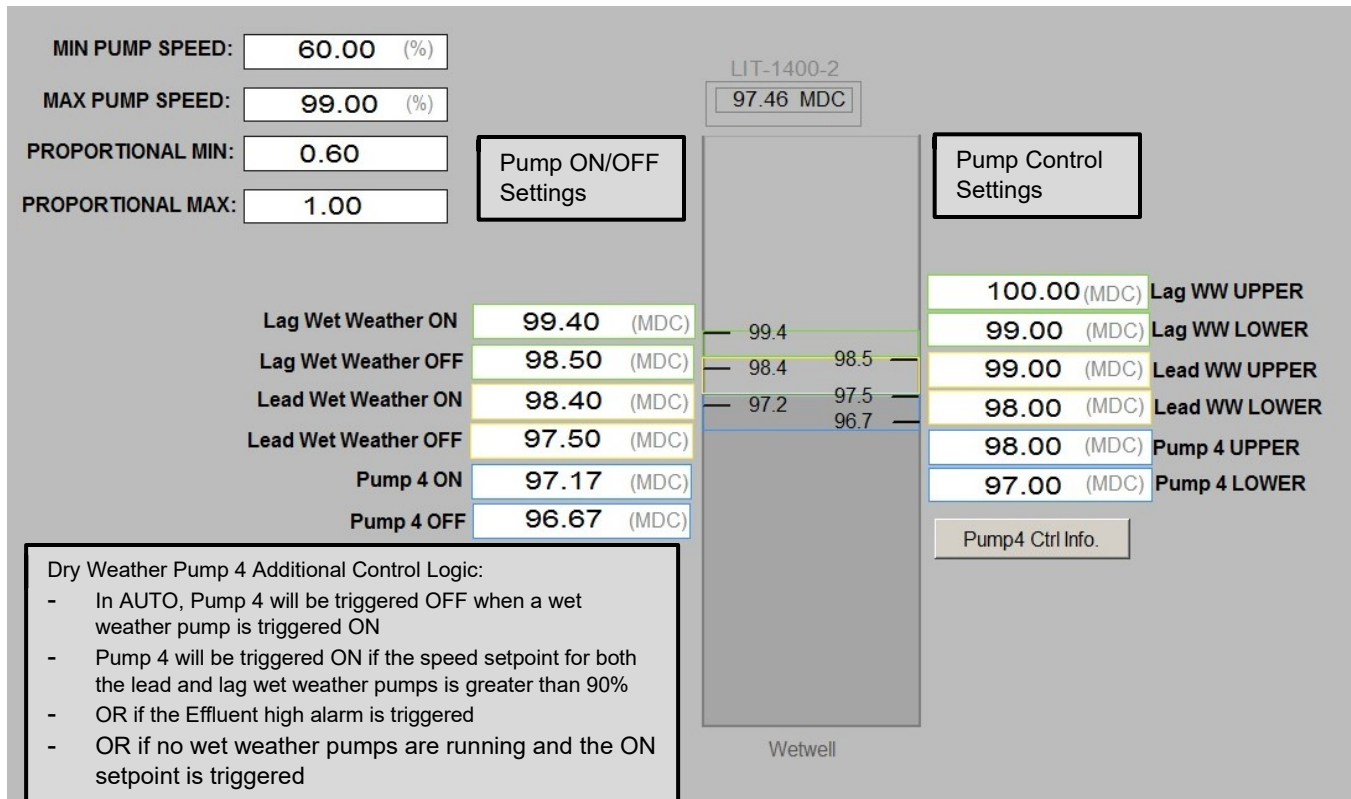 MIN PUMP SPEED: 60.00 (%)
MAX PUMP SPEED: 99.00 (%)
PROPORTIONAL MIN: 0.60
PROPORTIONAL MAX: 1.00
Pump ON/OFF
Settings
LIT-1400-2
97.46 MDC
Pump Control
Settings
Lag Wet Weather ON 99.40 (MDC)
Lag Wet Weather OFF 98.50 (MDC)
Lead Wet Weather ON 98.40 (MDC)
Lead Wet Weather OFF 97.50 (MDC)
Pump 4 ON 97.17 (MDC)
Pump 4 OFF 96.67 (MDC)
99.4
98.4 98.5
97.2 97.5
96.7
Wetwell
100.00 (MDC) Lag WW UPPER
99.00 (MDC) Lag WW LOWER
99.00 (MDC) Lead WW UPPER
98.00 (MDC) Lead WW LOWER
98.00 (MDC) Pump 4 UPPER
97.00 (MDC) Pump 4 LOWER
Pump4 Ctrl Info.
Dry Weather Pump 4 Additional Control Logic:
- In AUTO, Pump 4 will be triggered OFF when a wet
weather pump is triggered ON
- Pump 4 will be triggered ON if the speed setpoint for both
the lead and lag wet weather pumps is greater than 90%
- OR if the Effluent high alarm is triggered
- OR if no wet weather pumps are running and the ON
setpoint is triggered